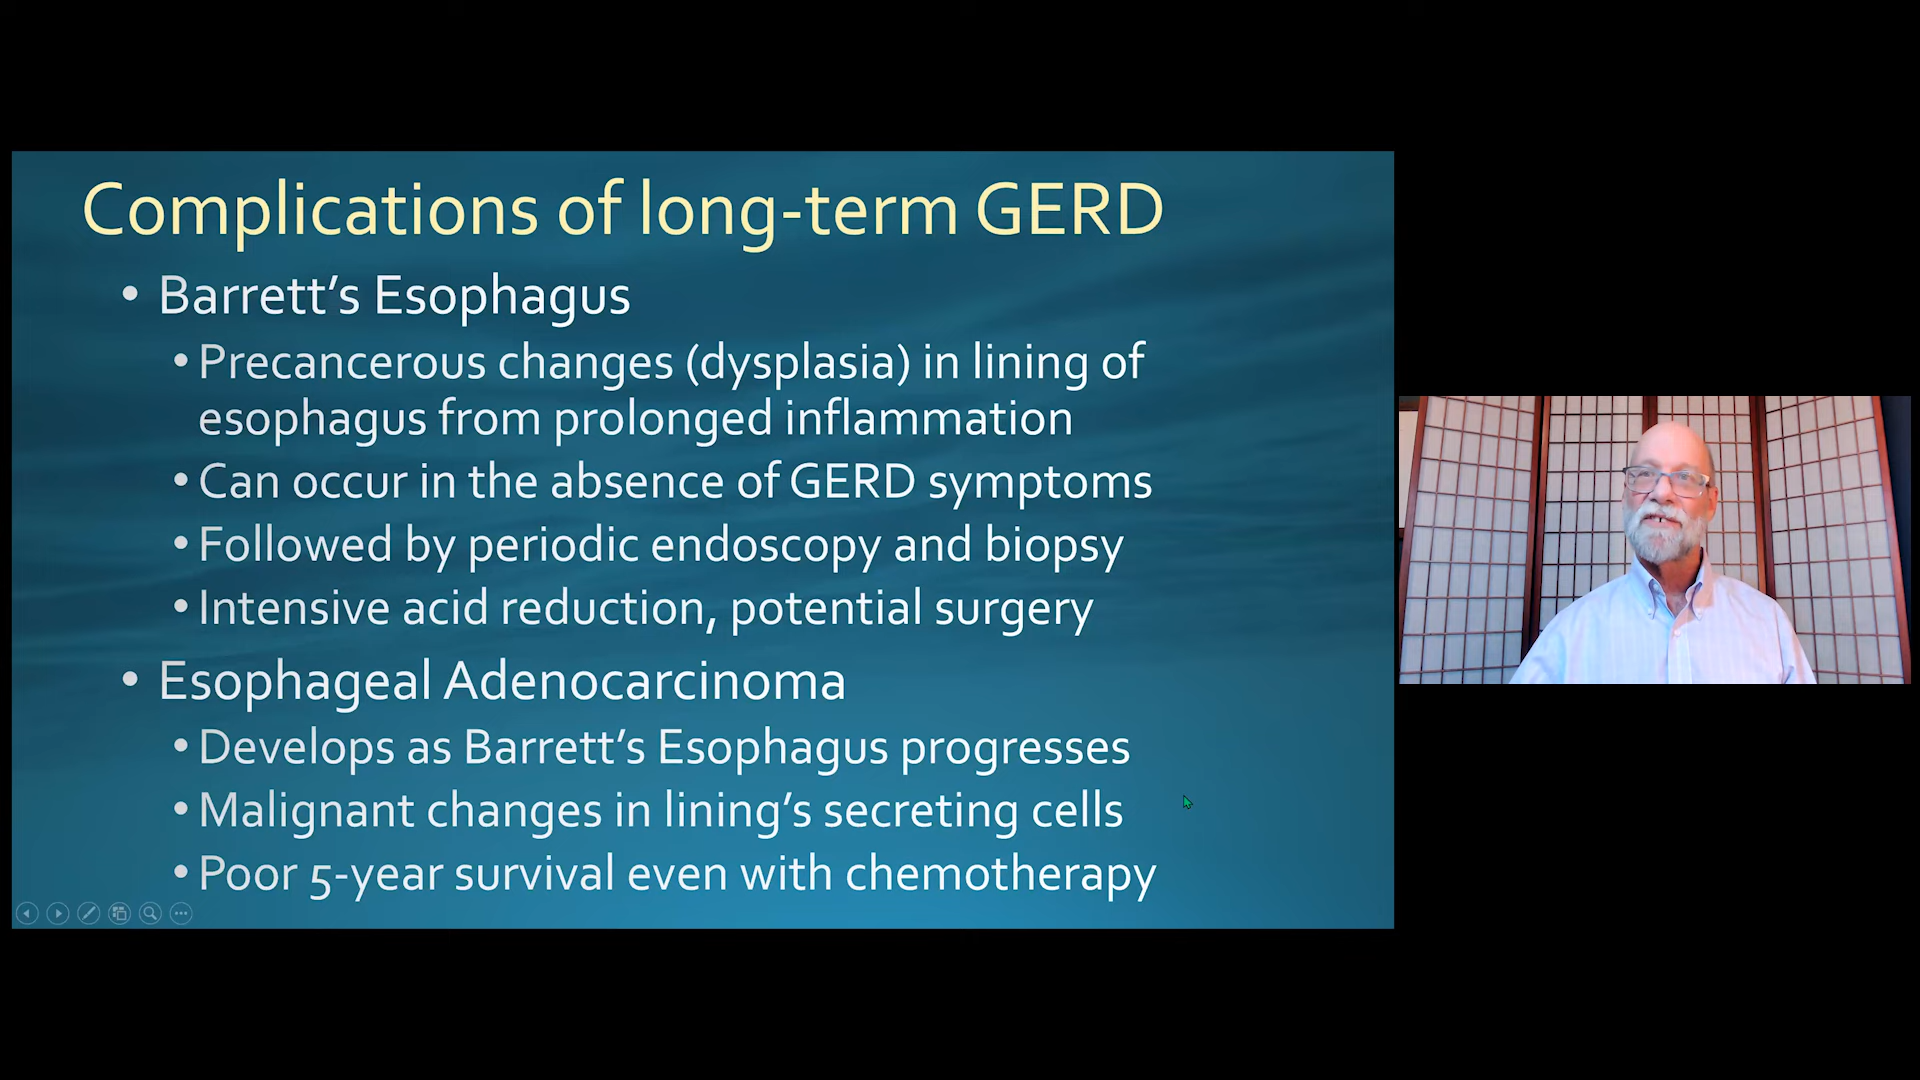 Complications of long-term GERD
• Barrett’s Esophagus
• Precancerous changes (dysplasia) in lining of
esophagus from prolonged inflammation
• Can occur in the absence of GERD symptoms
• Followed by periodic endoscopy and biopsy
• Intensive acid reduction, potential surgery
• Esophageal Adenocarcinoma
• Develops as Barrett’s Esophagus progresses
• Malignant changes in lining’s secreting cells
• Poor 5-year survival even with chemotherapy